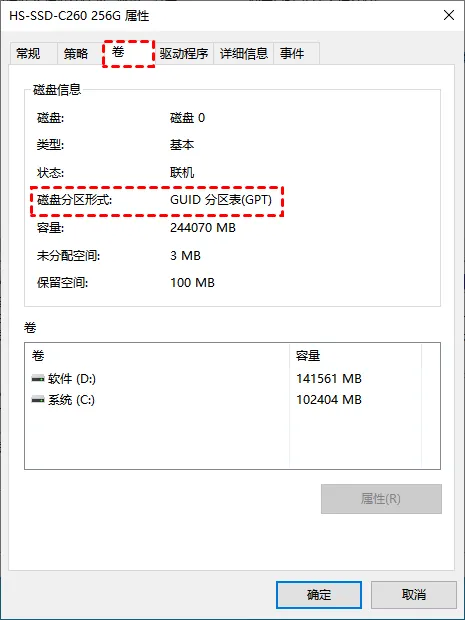 HS-SSD-C260 256G 属性
常规 策略 卷 驱动程序 详细信息 事件
磁盘信息
磁盘: 磁盘 0
类型: 基本
状态: 联机
磁盘分区形式: GUID 分区表(GPT)
容量: 244070 MB
未分配空间: 3 MB
保留空间: 100 MB
卷
卷 容量
软件 (D:) 141561 MB
系统 (C:) 102404 MB
属性(R)
确定 取消